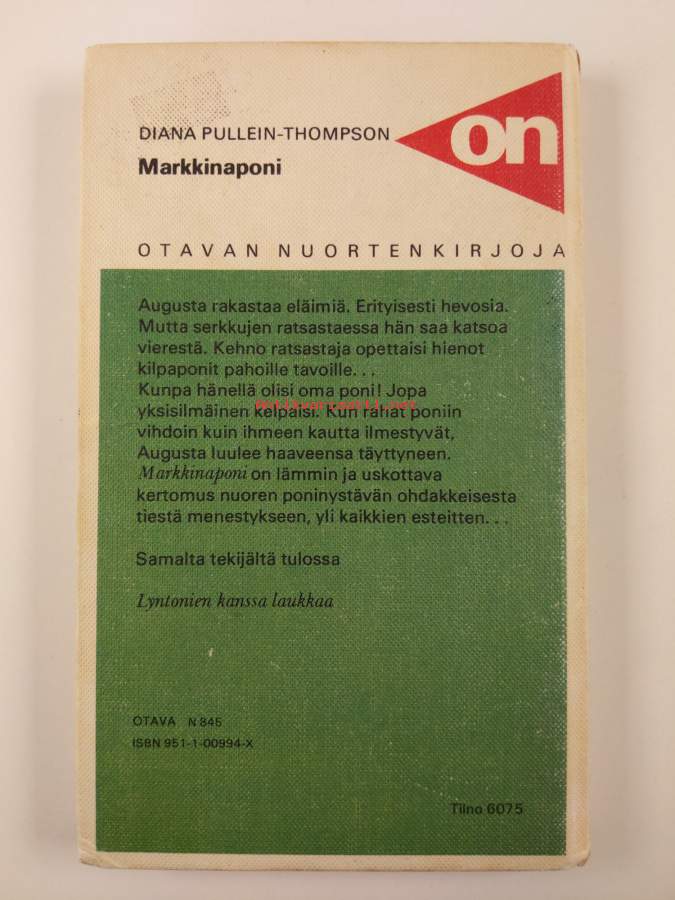 DIANA PULLEIN-THOMPSON
on
Markkinaponi
OTAVAN NUORTENKIRJOJA
Augusta rakastaa eläimiä. Erityisesti hevosia.
Mutta serkkujen ratsastaessa hän saa katsoa
vierestä. Kehno ratsastaja opettaisi hienot
kilpaponit pahoille tavoille...
Kunpa hänellä olisi oma poni! Jopa
yksisilmäinen kelpaisi. Kun rahat poniin
vihdoin kuin ihmeen kautta ilmestyvät,
Augusta luulee haaveensa täyttyneen.
Markkinaponi on lämmin ja uskottava
kertomus nuoren poninystävän ohdakkeisesta
tiestä menestykseen, yli kaikkien esteitten...
Samalta tekijältä tulossa
Lyntonien kanssa laukkaa
OTAVA N 845
ISBN 951-1-00994-X
Tilno 6075